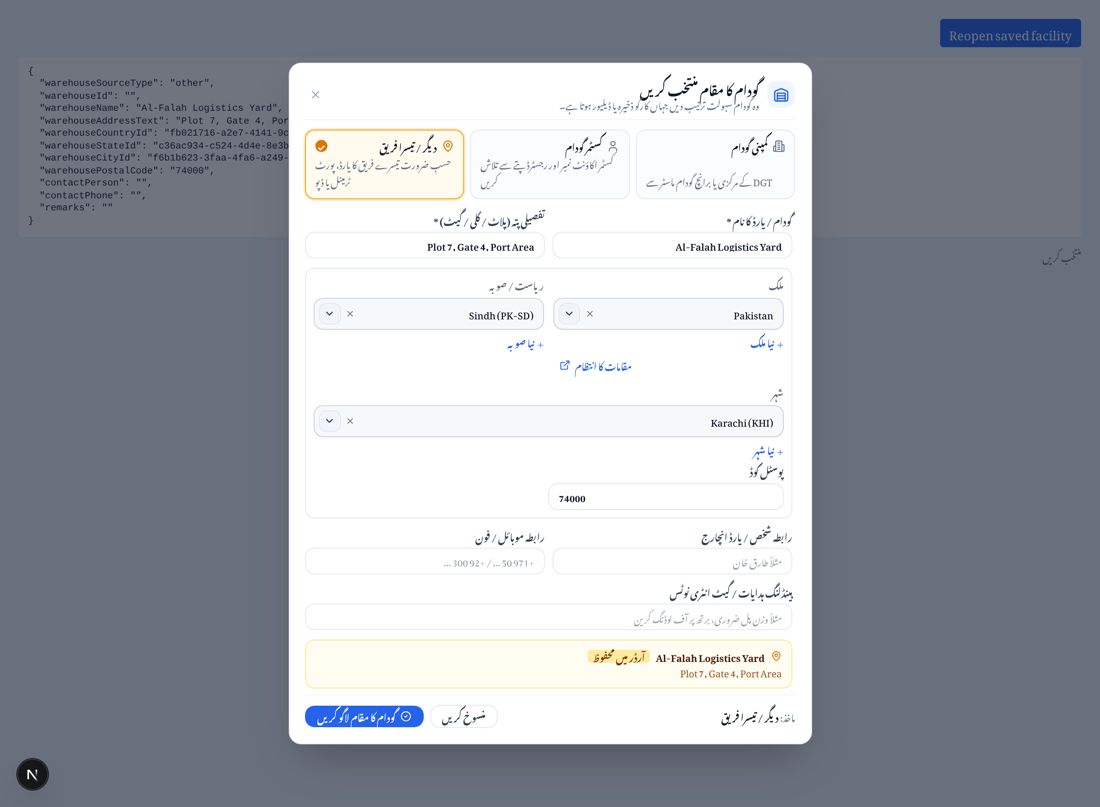 Reopen saved facility
{
"warehouseSourceType": "other",
"warehouseId": "",
"warehouseName": "Al-Falah Logistics Yard",
"warehouseAddressText": "Plot 7, Gate 4, Por
"warehouseCountryId": "fb021716-a2e7-4141-9c
"warehouseStateId": "c36ac934-c524-4d4e-8e3b
"warehouseCityId": "f6b1b623-3faa-4fa6-a249-
"warehousePostalCode": "74000",
"contactPerson": "",
"contactPhone": "",
"remarks": ""
}
منتخب کریں
گودام کا مقام منتخب کریں
وہ گودام سہولت ترتیب دیں جہاں کارگو ذخیرہ یا ڈیلیور ہوتا ہے۔
کمپنی گودام
DGT کے مرکزی یا برانچ گودام ماسٹر سے
کسٹمر گودام
کسٹمر اکاؤنٹ نمبر اور رجسٹرڈ پتے سے تلاش کریں
دیگر / تیسرا فریق
حسبِ ضرورت تیسرے فریق کا یارڈ، پورٹ ٹرمینل یا ڈپو
گودام / یارڈ کا نام *
تفصیلی پتہ (پلاٹ / گلی / گیٹ) *
Al-Falah Logistics Yard
Plot 7, Gate 4, Port Area
ملک
ریاست / صوبہ
Pakistan
Sindh (PK-SD)
+ نیا ملک
+ نیا صوبہ
مقامات کا انتظام
شہر
Karachi (KHI)
+ نیا شہر
پوسٹل کوڈ
74000
رابطہ شخص / یارڈ انچارج
رابطہ موبائل / فون
مثلاً طارق خان
+971 50 ... / +92 300 ...
ہینڈلنگ ہدایات / گیٹ انٹری نوٹس
مثلاً وزن پل ضروری، برتھ پر آف لوڈنگ کریں
Al-Falah Logistics Yard آرڈر میں محفوظ
Plot 7, Gate 4, Port Area
ماخذ: دیگر / تیسرا فریق
منسوخ کریں
گودام کا مقام لاگو کریں
N